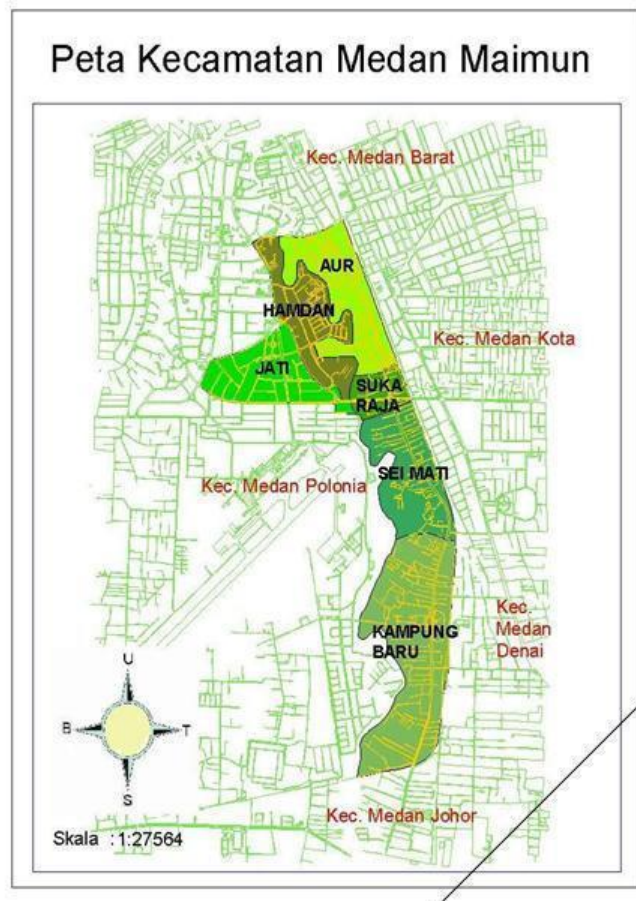 Peta Kecamatan Medan Maimun
Kec. Medan Barat
AUR
HAMDAN
Kec. Medan Kota
JATI
SUKA
RAJA
SEI MATI
Kec. Medan Polonia
Kec.
Medan
Denai
KAMPUNG
BARU
U
B
T
S
Kec. Medan Johor
Skala : 1:27564